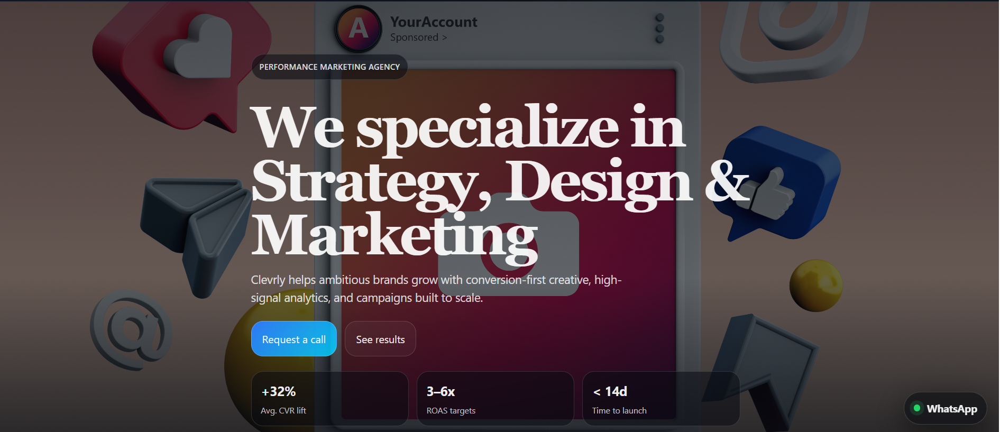 A
YourAccount
Sponsored >
PERFORMANCE MARKETING AGENCY
We specialize in
Strategy, Design &
Marketing
Clevrly helps ambitious brands grow with conversion-first creative, high-
signal analytics, and campaigns built to scale.
Request a call
See results
+32%
Avg. CVR lift
3–6x
ROAS targets
< 14d
Time to launch
WhatsApp
@